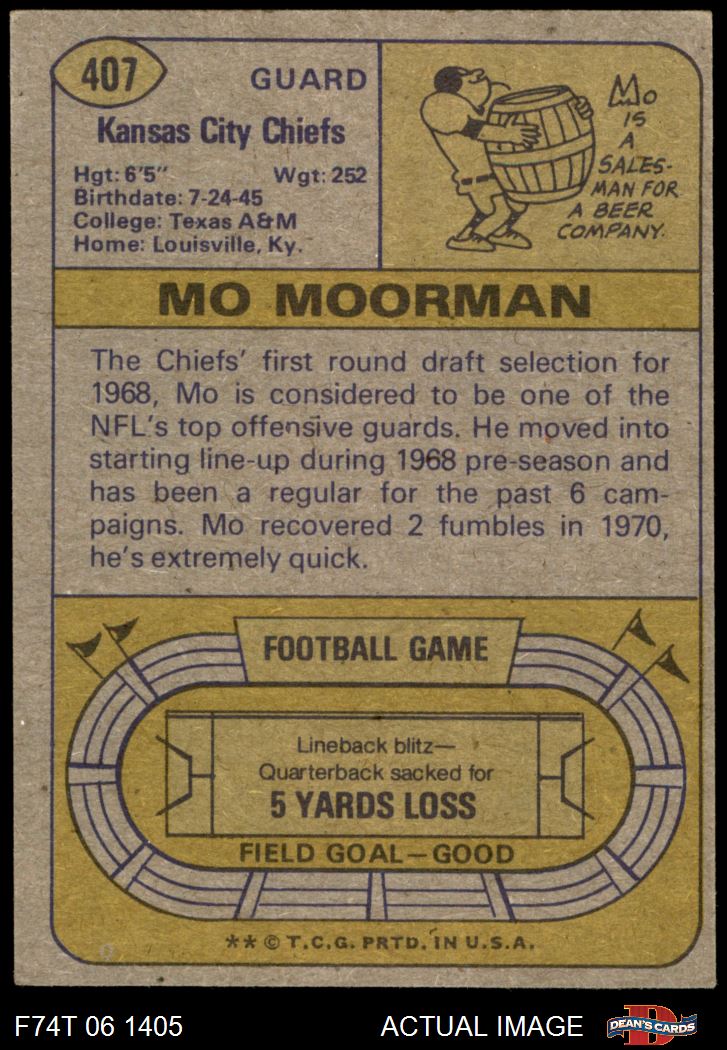 407
GUARD
Kansas City Chiefs
Hgt: 6'5" Wgt: 252
Birthdate: 7-24-45
College: Texas A&M
Home: Louisville, Ky.
Mo
IS
A
SALES-
MAN FOR
A BEER
COMPANY.
MO MOORMAN
The Chiefs' first round draft selection for
1968, Mo is considered to be one of the
NFL's top offensive guards. He moved into
starting line-up during 1968 pre-season and
has been a regular for the past 6 cam-
paigns. Mo recovered 2 fumbles in 1970,
he's extremely quick.
FOOTBALL GAME
Lineback blitz—
Quarterback sacked for
5 YARDS LOSS
FIELD GOAL—GOOD
** © T.C.G. PRTD. IN U.S.A.
F74T 06 1405
ACTUAL IMAGE
DEAN'S CARDS